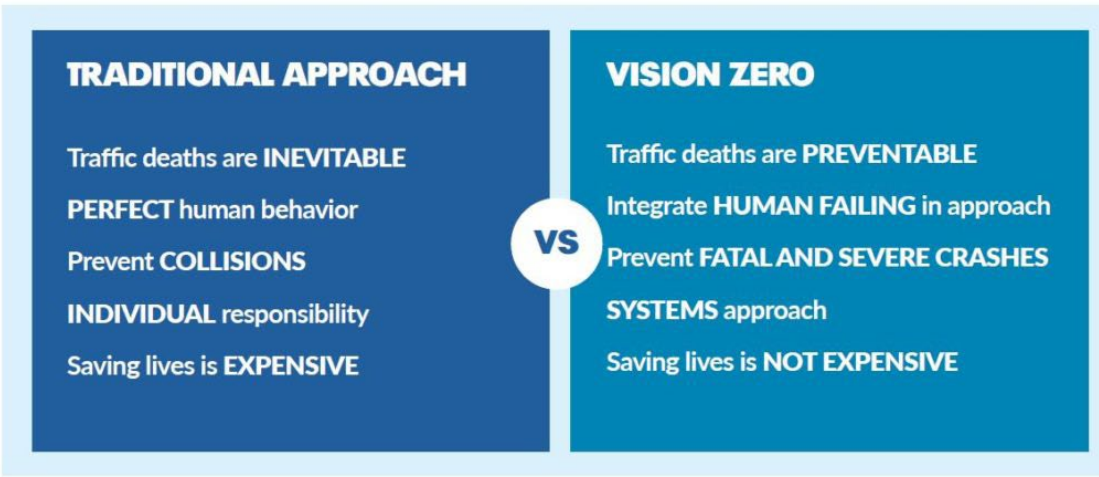 TRADITIONAL APPROACH
Traffic deaths are INEVITABLE
PERFECT human behavior
Prevent COLLISIONS
INDIVIDUAL responsibility
Saving lives is EXPENSIVE
VS
VISION ZERO
Traffic deaths are PREVENTABLE
Integrate HUMAN FAILING in approach
Prevent FATAL AND SEVERE CRASHES
SYSTEMS approach
Saving lives is NOT EXPENSIVE